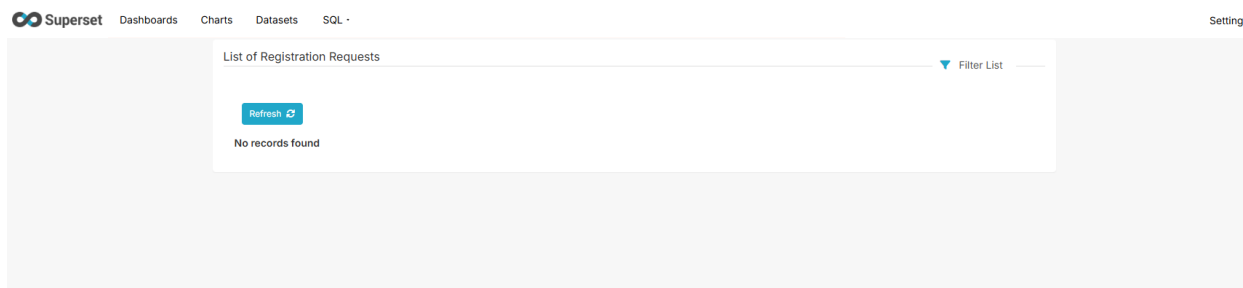 Superset Dashboards Charts Datasets SQL Setting
List of Registration Requests
Filter List
Refresh
No records found